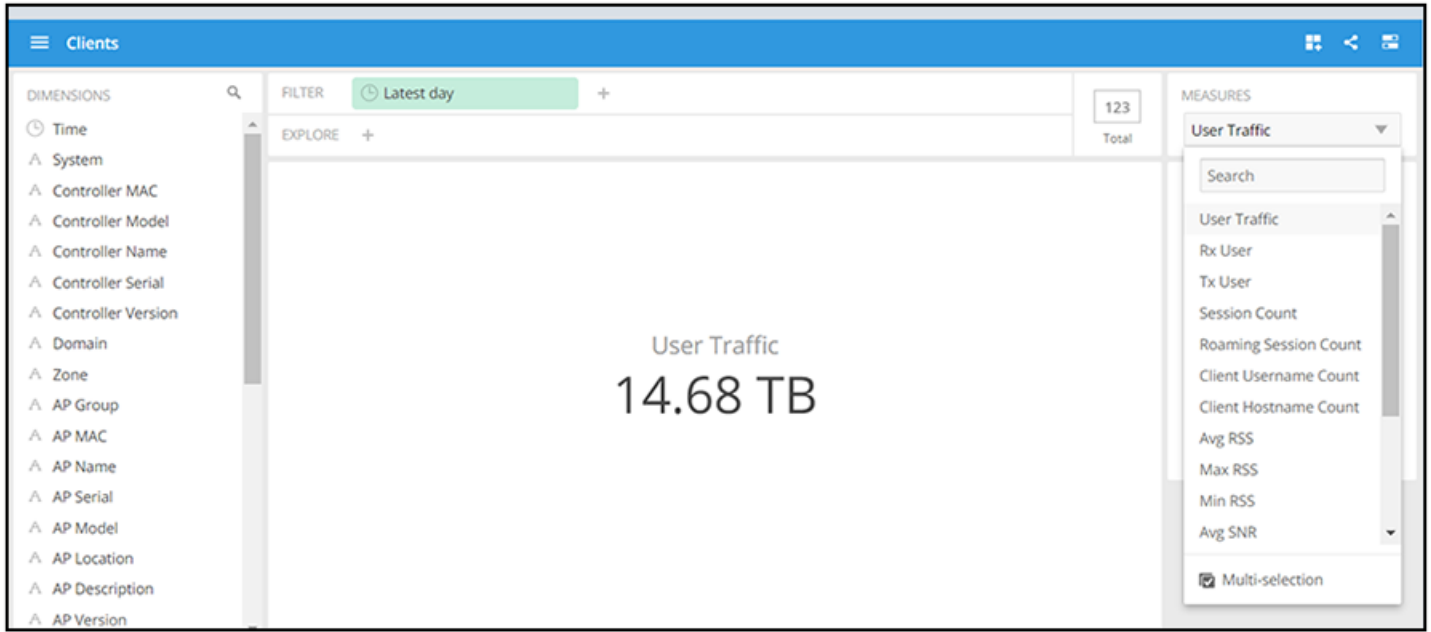 Clients
DIMENSIONS
Time
System
Controller MAC
Controller Model
Controller Name
Controller Serial
Controller Version
Domain
Zone
AP Group
AP MAC
AP Name
AP Serial
AP Model
AP Location
AP Description
AP Version
FILTER Latest day +
EXPLORE +
123
Total
User Traffic
14.68 TB
MEASURES
User Traffic
Search
User Traffic
Rx User
Tx User
Session Count
Roaming Session Count
Client Username Count
Client Hostname Count
Avg RSS
Max RSS
Min RSS
Avg SNR
Multi-selection